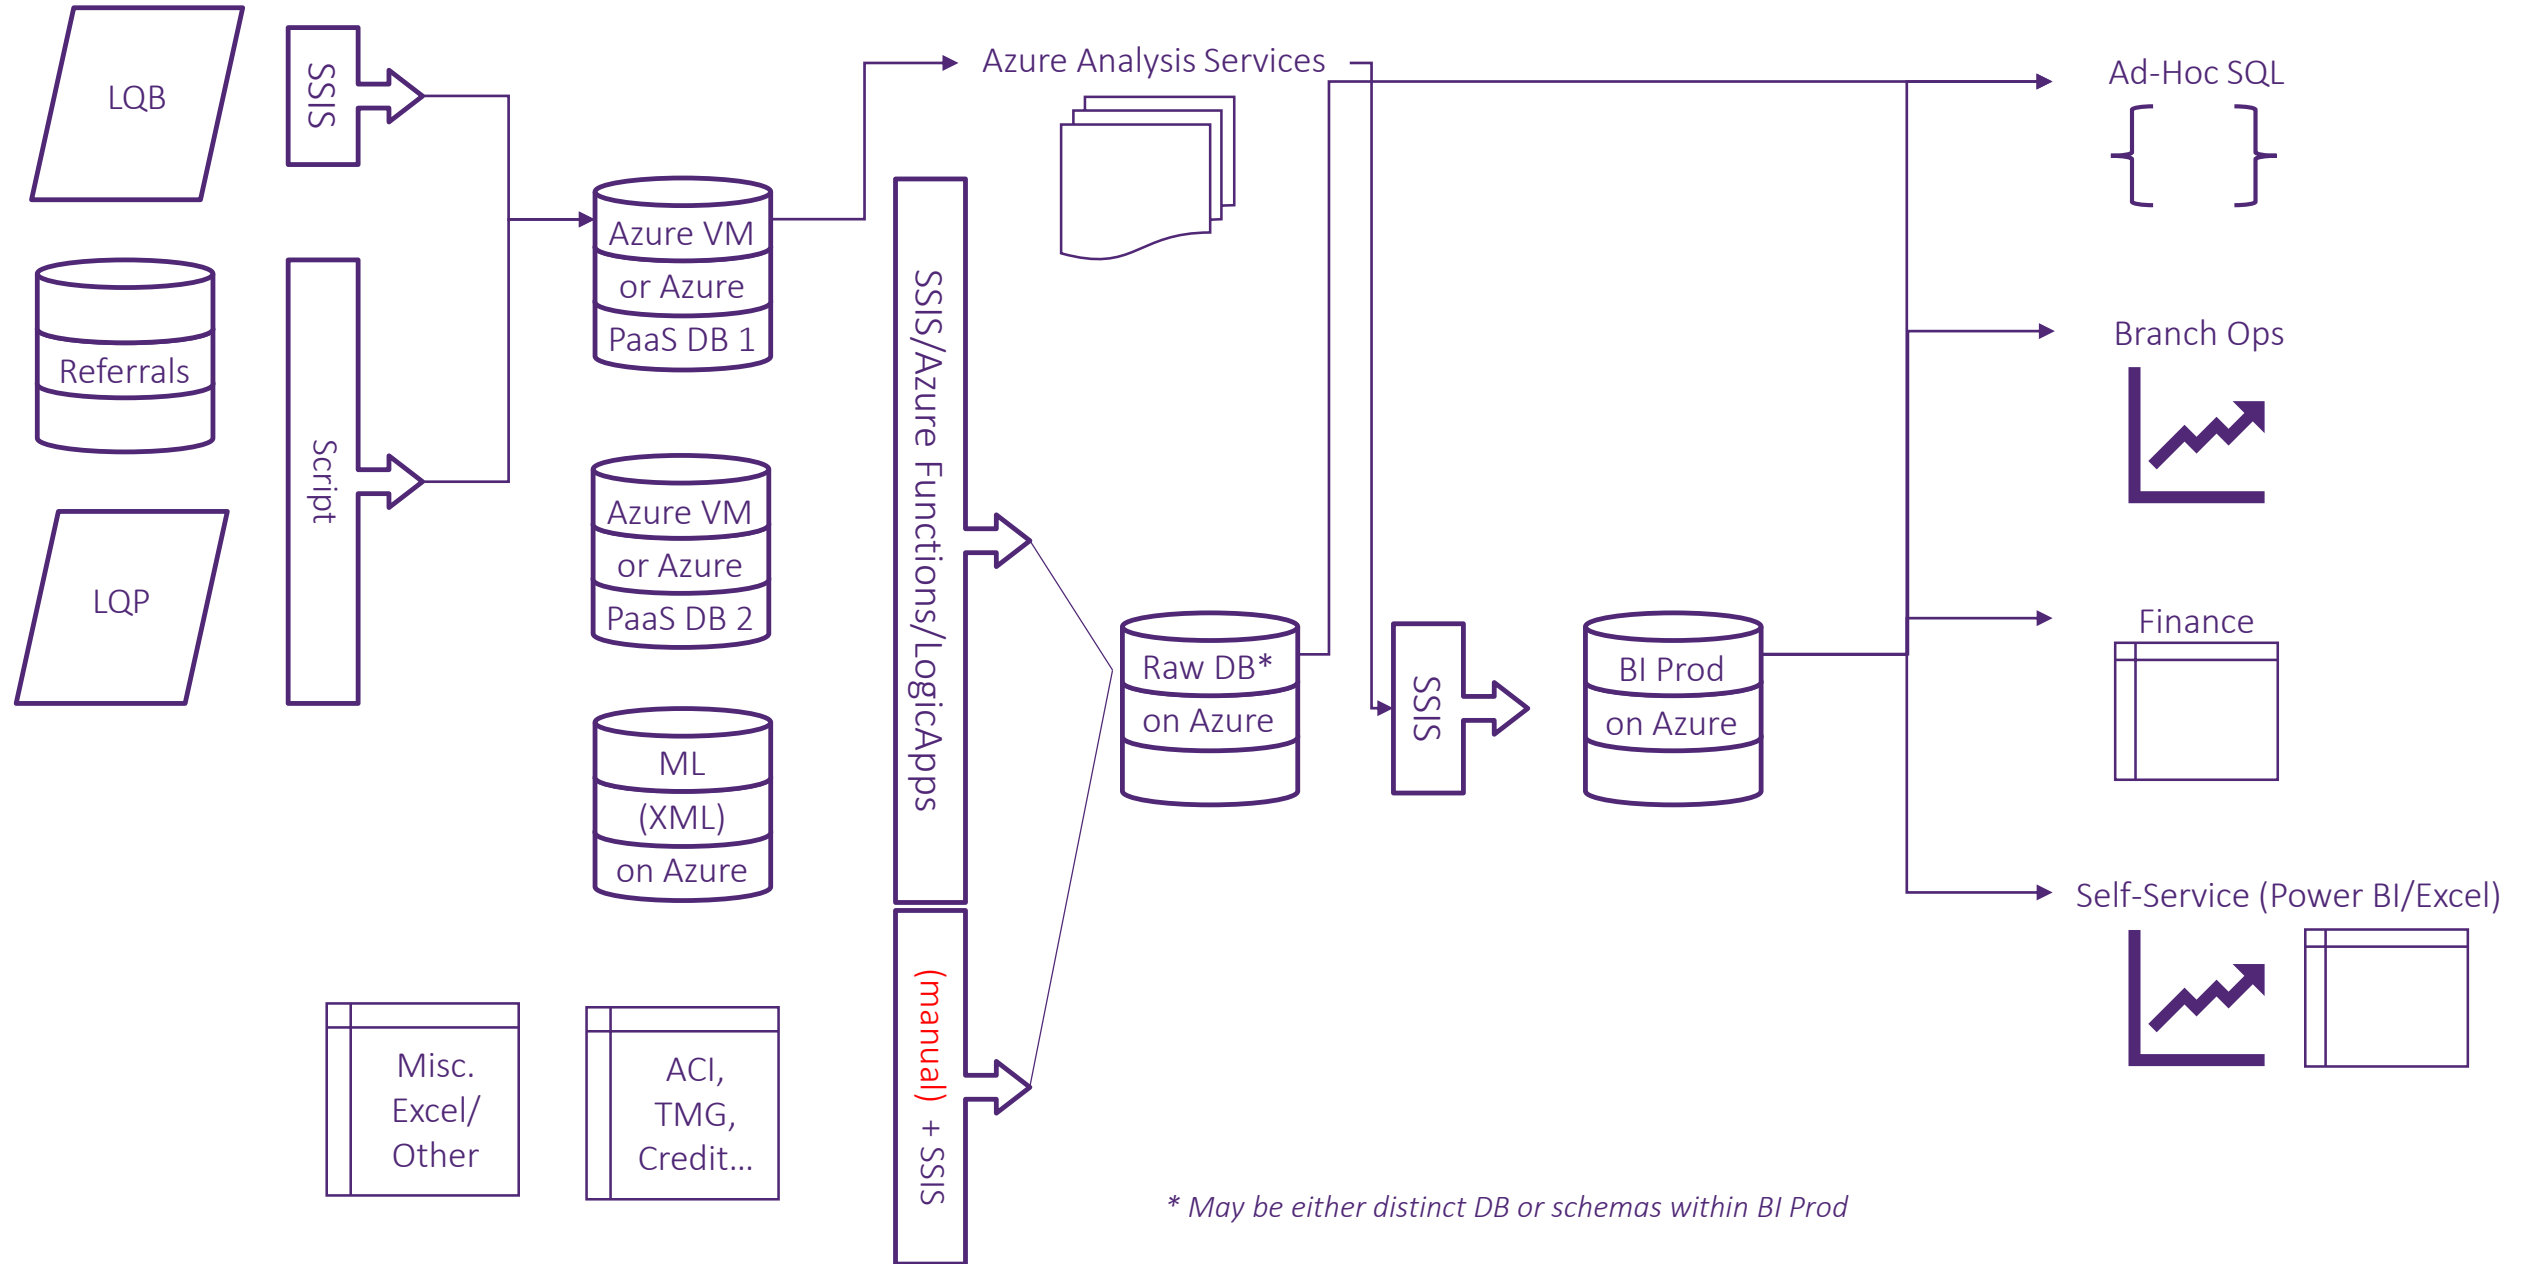 LQB
SSIS
Referrals
Script
LQP
Azure VM
or Azure
PaaS DB 1
Azure VM
or Azure
PaaS DB 2
ML
(XML)
on Azure
Misc.
Excel/
Other
ACI,
TMG,
Credit...
SSIS/Azure Functions/LogicApps
(manual) + SSIS
Azure Analysis Services
Raw DB*
on Azure
SSIS
BI Prod
on Azure
Ad-Hoc SQL
Branch Ops
Finance
Self-Service (Power BI/Excel)
* May be either distinct DB or schemas within BI Prod